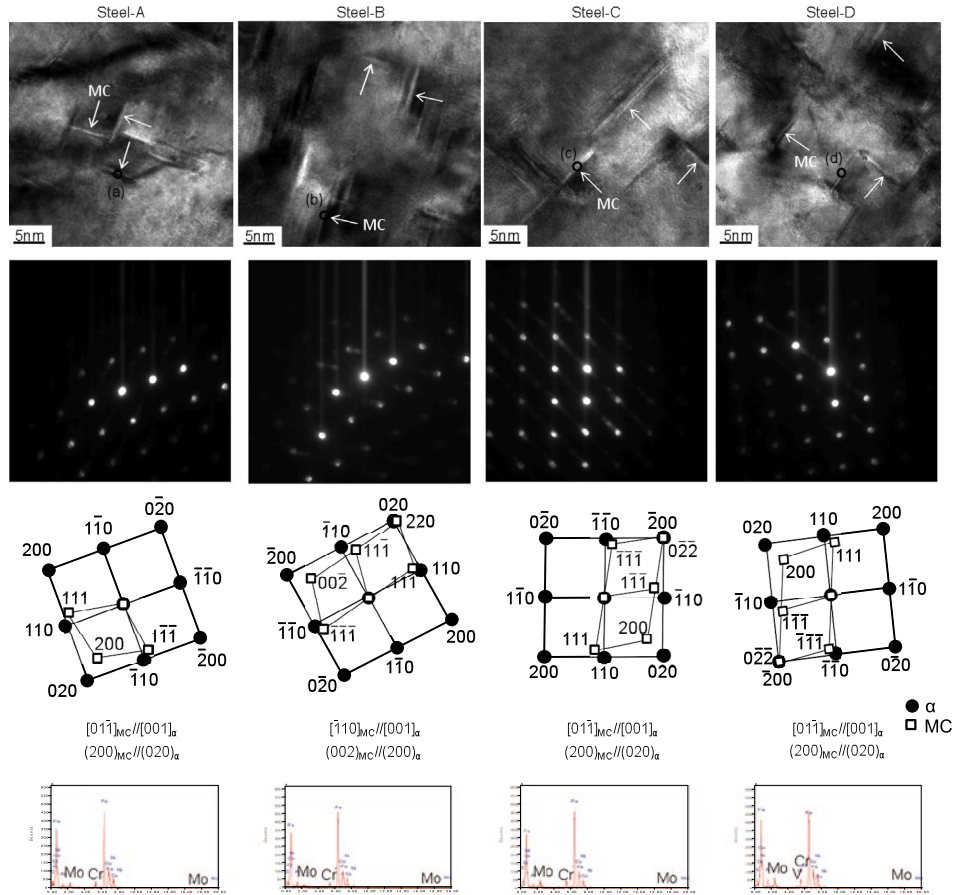 Steel-A
Steel-B
Steel-C
Steel-D
MC
(a)
5nm
(b)
MC
5nm
(c)
MC
5nm
MC
(d)
5nm
02̄0
11̄0
200
1̄1̄0
111
110
200
11̄1̄
2̄00
1̄10
020
020
220
1̄10
111̄
2̄00
002̄
111
110
1̄1̄0
1̄1̄1̄
200
11̄0
02̄0
02̄0
1̄1̄0
2̄00
02̄2̄
1̄1̄1̄
11̄1̄
11̄0
1̄10
111
200
200
110
020
020
110
200
111
200
1̄10
11̄0
11̄1̄
1̄1̄1̄
02̄2̄
2̄00
1̄1̄0
02̄0
α
MC
[011̄]MC//[001]α
(200)MC//(020)α
[1̄10]MC//[001]α
(002)MC//(200)α
[011̄]MC//[001]α
(200)MC//(020)α
[011̄]MC//[001]α
(200)MC//(020)α
Mo Cr Mo
Mo Cr Mo
Mo Cr Mo
Mo Cr V Mo